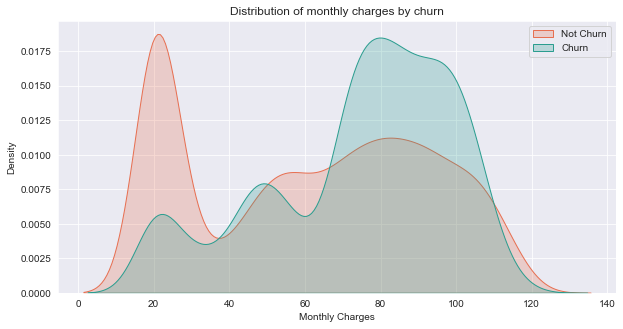 Distribution of monthly charges by churn
Not Churn
Churn
0.0175
0.0150
0.0125
0.0100
0.0075
0.0050
0.0025
0.0000
Density
0 20 40 60 80 100 120 140
Monthly Charges